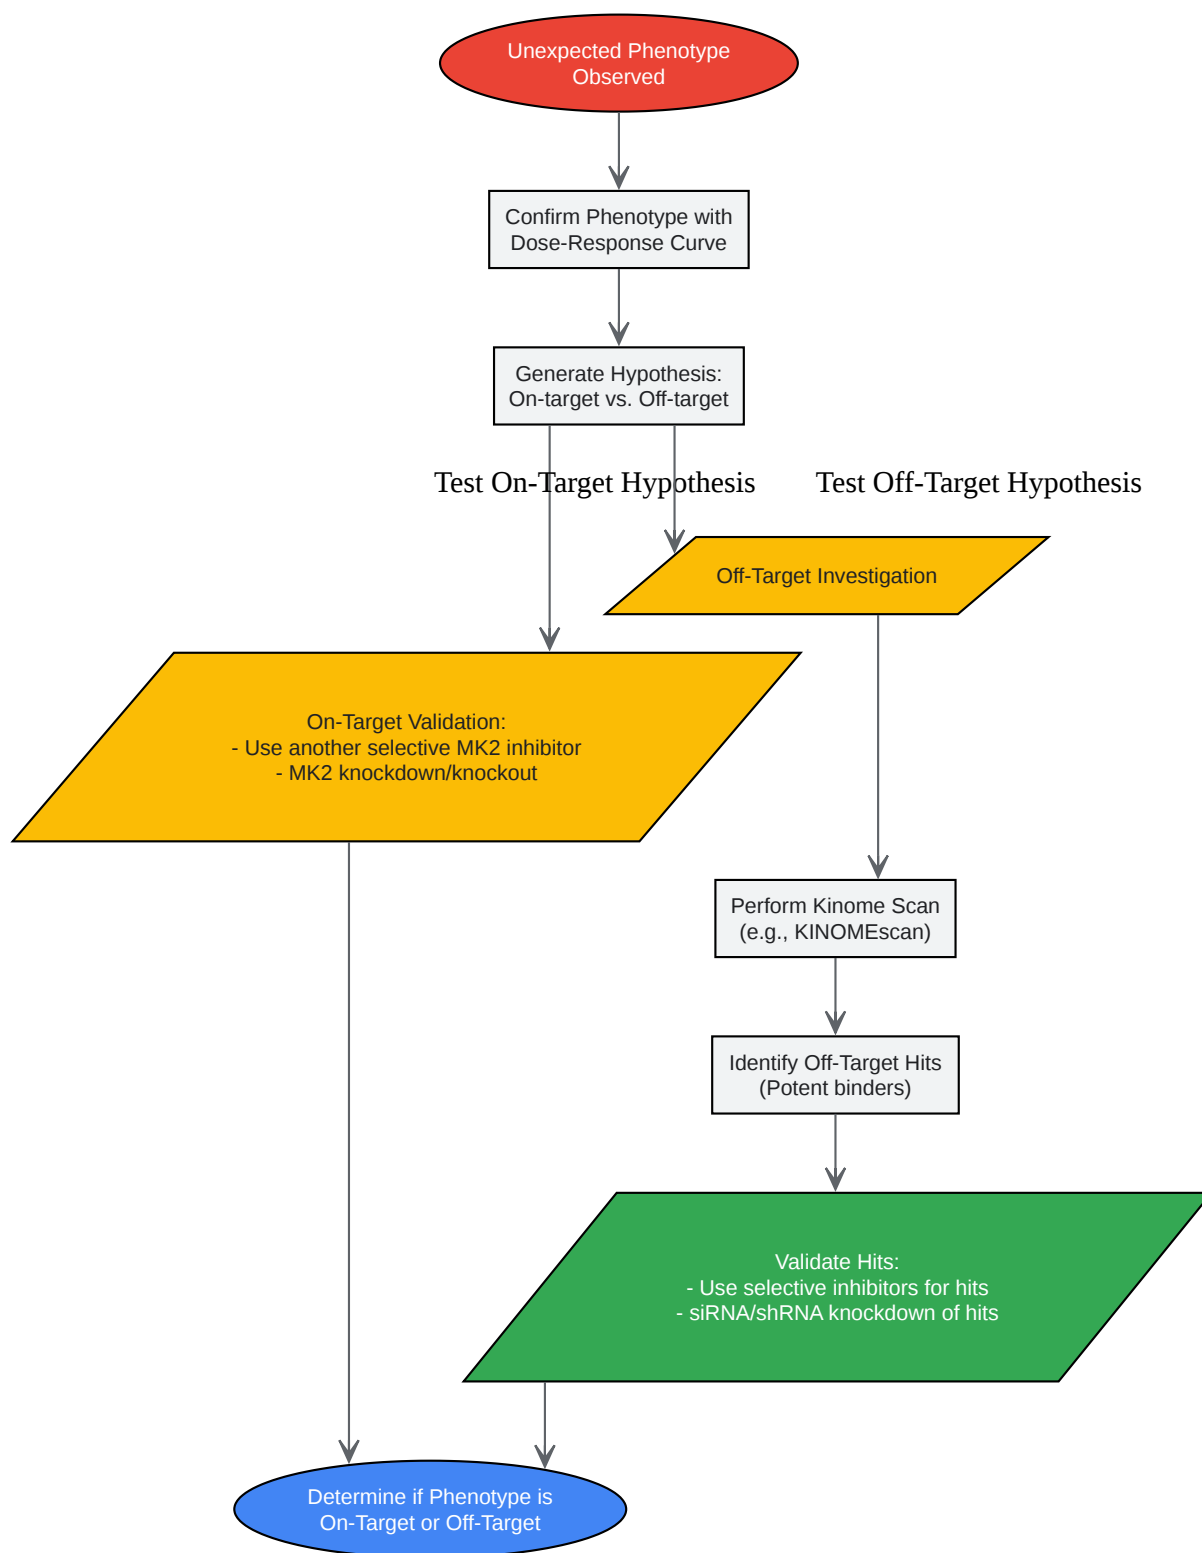 Unexpected Phenotype
Observed
Confirm Phenotype with
Dose-Response Curve
Generate Hypothesis:
On-target vs. Off-target
Test On-Target Hypothesis
Test Off-Target Hypothesis
Off-Target Investigation
On-Target Validation:
- Use another selective MK2 inhibitor
- MK2 knockdown/knockout
Perform Kinome Scan
(e.g., KINOMEscan)
Identify Off-Target Hits
(Potent binders)
Validate Hits:
- Use selective inhibitors for hits
- siRNA/shRNA knockdown of hits
Determine if Phenotype is
On-Target or Off-Target